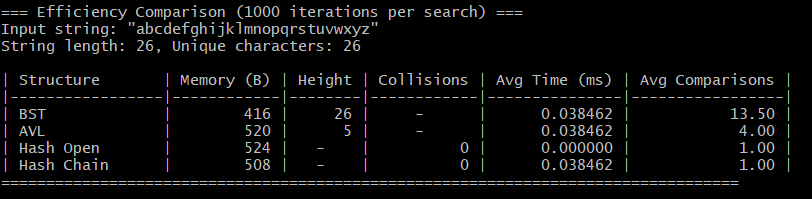 === Efficiency Comparison (1000 iterations per search) ===
Input string: "abcdefghijklmnopqrstuvwxyz"
String length: 26, Unique characters: 26
| Structure      | Memory (B) | Height | Collisions | Avg Time (ms) | Avg Comparisons |
|----------------|------------|--------|------------|---------------|-----------------|
| BST            |        416 |     26 |     -      |      0.038462 |           13.50 |
| AVL            |        520 |      5 |     -      |      0.038462 |            4.00 |
| Hash Open      |        524 |   -    |          0 |      0.000000 |            1.00 |
| Hash Chain     |        508 |   -    |          0 |      0.038462 |            1.00 |
==================================================================================